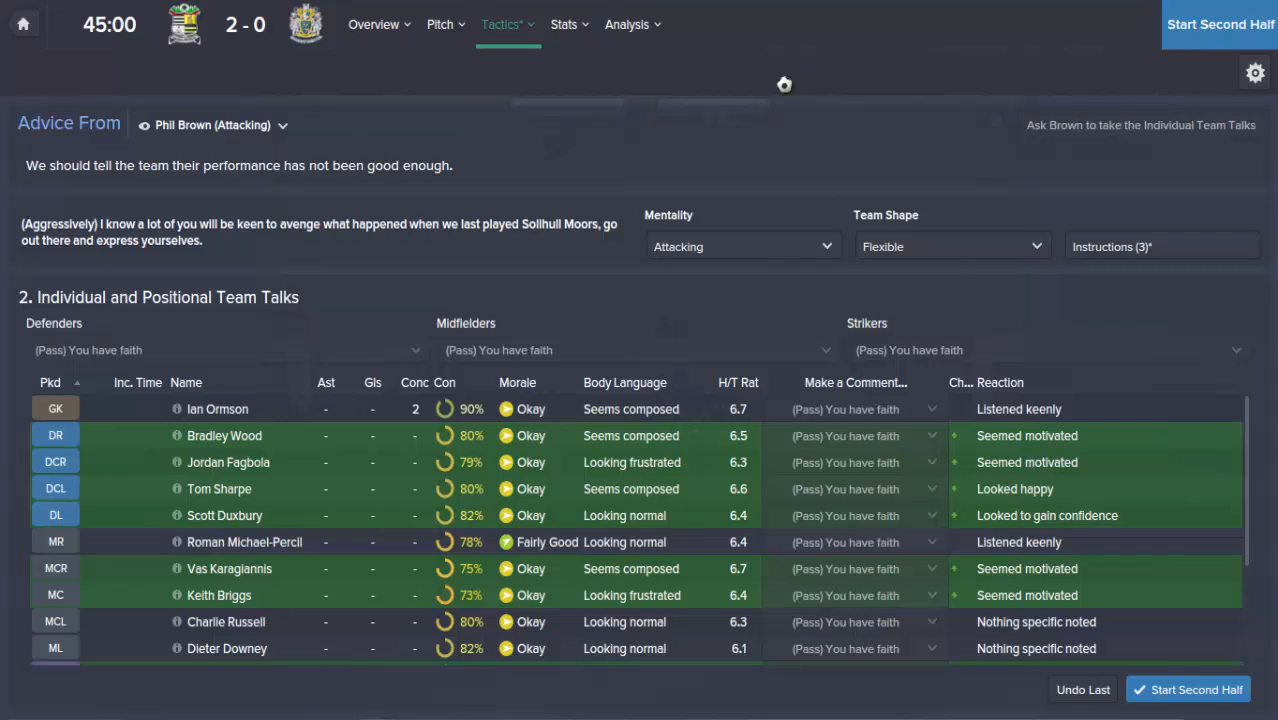 45:00 2 - 0 Overview Pitch Tactics* Stats Analysis Start Second Half
Advice From Phil Brown (Attacking) Ask Brown to take the Individual Team Talks
We should tell the team their performance has not been good enough.
(Aggressively) I know a lot of you will be keen to avenge what happened when we last played Solihull Moors, go
out there and express yourselves.
Mentality Team Shape
Attacking Flexible Instructions (3)*
2. Individual and Positional Team Talks
Defenders Midfielders Strikers
(Pass) You have faith (Pass) You have faith (Pass) You have faith
Pkd Inc. Time Name Ast Gls Conc Con Morale Body Language H/T Rat Make a Comment... Ch... Reaction
GK Ian Ormson - - 2 90% Okay Seems composed 6.7 (Pass) You have faith Listened keenly
DR Bradley Wood - - - 80% Okay Seems composed 6.5 (Pass) You have faith Seemed motivated
DCR Jordan Fagbola - - - 79% Okay Looking frustrated 6.3 (Pass) You have faith Seemed motivated
DCL Tom Sharpe - - - 80% Okay Seems composed 6.6 (Pass) You have faith Looked happy
DL Scott Duxbury - - - 82% Okay Looking normal 6.4 (Pass) You have faith Looked to gain confidence
MR Roman Michael-Percil - - - 78% Fairly Good Looking normal 6.4 (Pass) You have faith Listened keenly
MCR Vas Karagiannis - - - 75% Okay Seems composed 6.7 (Pass) You have faith Seemed motivated
MC Keith Briggs - - - 73% Okay Looking frustrated 6.4 (Pass) You have faith Seemed motivated
MCL Charlie Russell - - - 80% Okay Looking normal 6.3 (Pass) You have faith Nothing specific noted
ML Dieter Downey - - - 82% Okay Looking normal 6.1 (Pass) You have faith Nothing specific noted
Undo Last Start Second Half